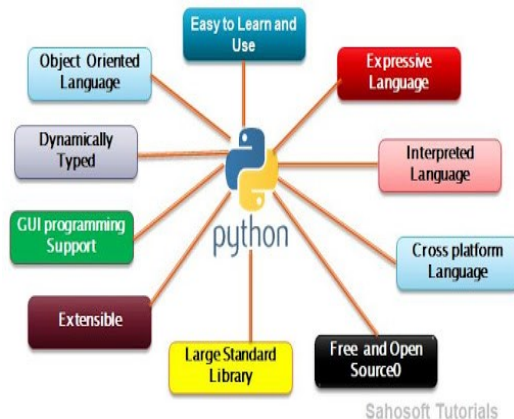 Easy to Learn and
Use
Object Oriented
Language
Expressive
Language
Dynamically
Typed
Interpreted
Language
GUI programming
Support
python
Cross platform
Language
Extensible
Large Standard
Library
Free and Open
Source0
Sahosoft Tutorials